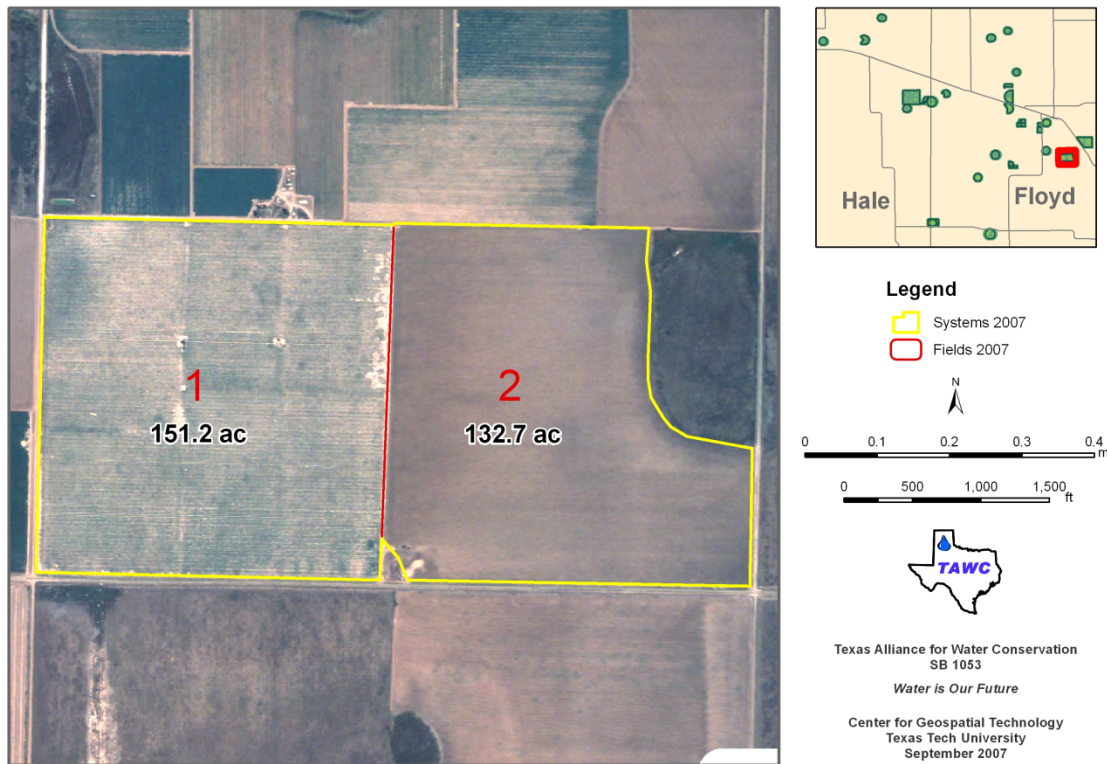 1
151.2 ac
2
132.7 ac
Hale
Floyd
Legend
Systems 2007
Fields 2007
N
0 0.1 0.2 0.3 0.4
m
0 500 1,000 1,500
ft
TAWC
Texas Alliance for Water Conservation
SB 1053
Water is Our Future
Center for Geospatial Technology
Texas Tech University
September 2007